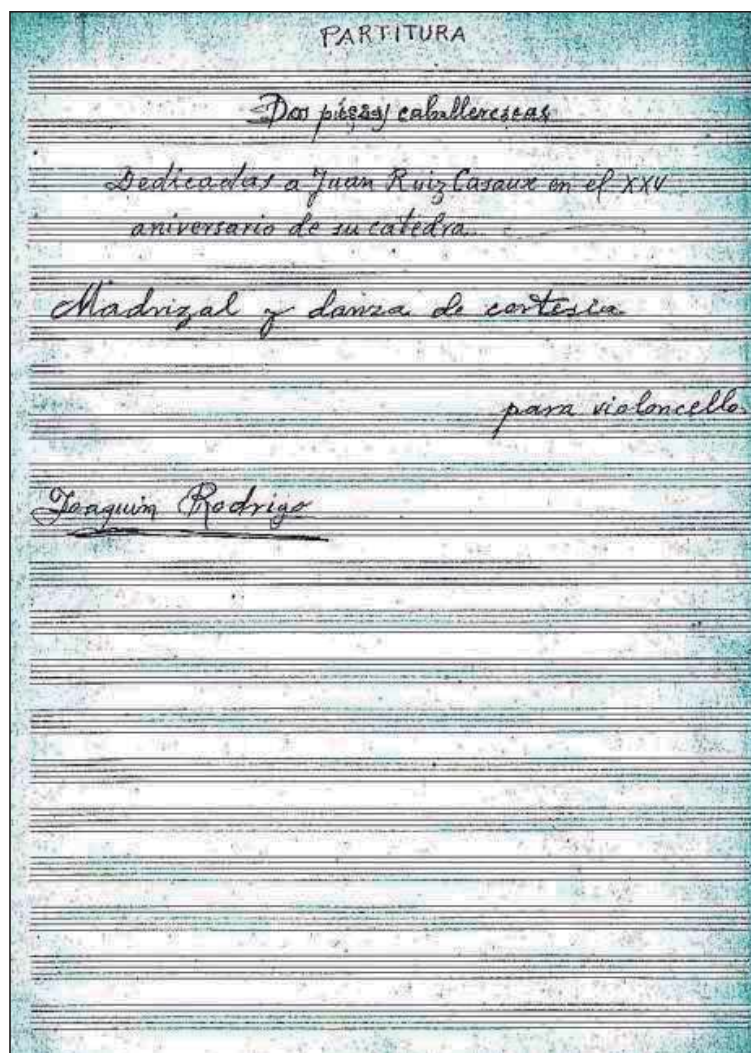 PARTITURA
Dos piezas caballerescas
Dedicadas a Juan Ruiz Casaux en el XXV
aniversario de su catedra
Madrigal y danza de cortesia
para violoncello.
Joaquin Rodrigo